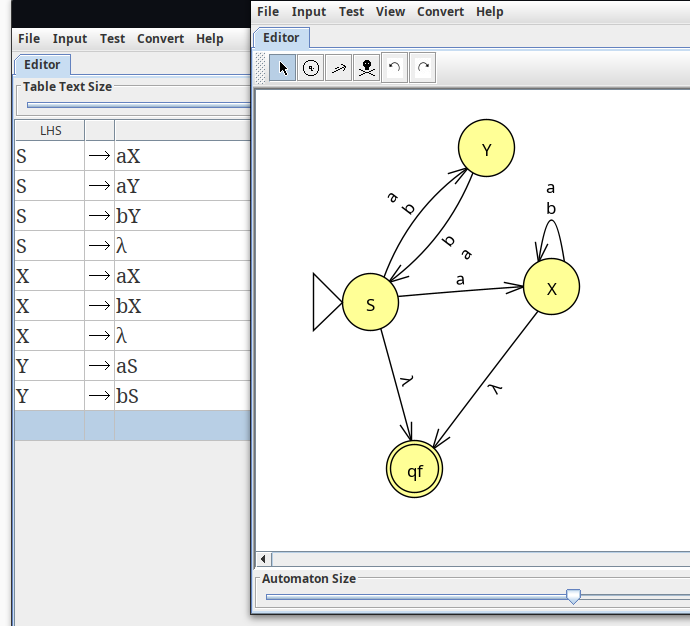 File Input Test Convert Help
Editor
Table Text Size
LHS
S → aX
S → aY
S → bY
S → λ
X → aX
X → bX
X → λ
Y → aS
Y → bS
File Input Test View Convert Help
Editor
Y
a
b
a
b
b
a
a
S
X
λ
λ
qf
Automaton Size